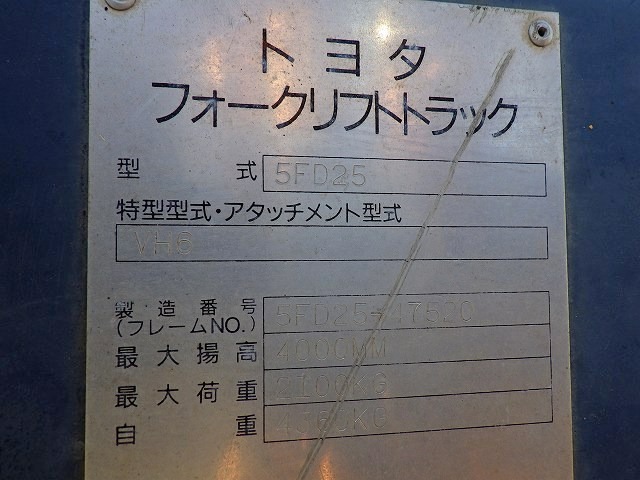 トヨタ
フォークリフトトラック
型式 5FD25
特型型式・アタッチメント型式
製造番号
(フレームNO.)
最大揚高 4000MM
最大荷重
自重